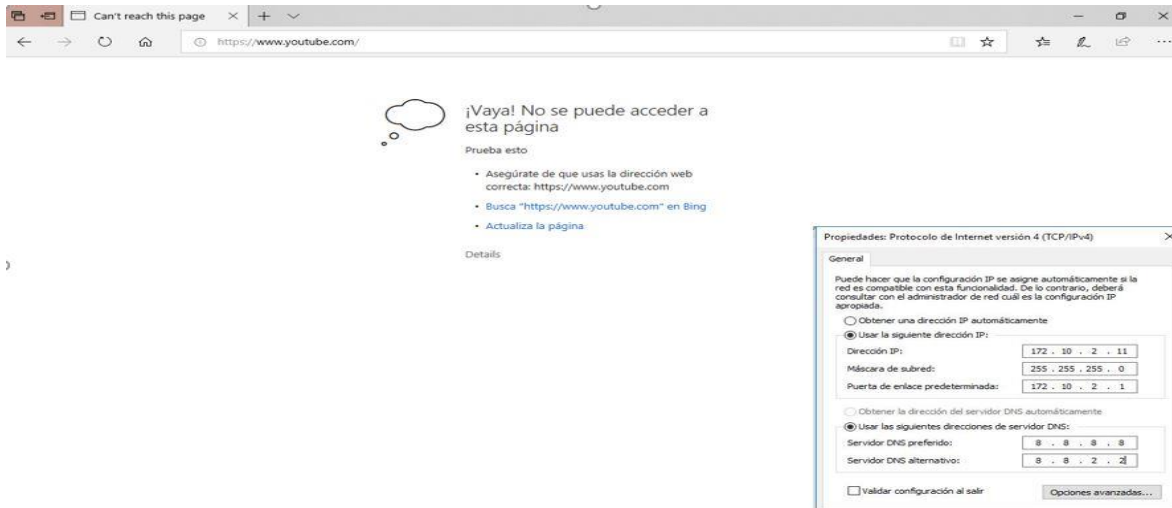 Can't reach this page
https://www.youtube.com/
¡Vaya! No se puede acceder a
esta página
Prueba esto
• Asegúrate de que usas la dirección web
correcta: https://www.youtube.com
• Busca "https://www.youtube.com" en Bing
• Actualiza la página
Details
Propiedades: Protocolo de Internet versión 4 (TCP/IPv4)
General
Puede hacer que la configuración IP se asigne automáticamente si la
red es compatible con esta funcionalidad. De lo contrario, deberá
consultar con el administrador de red cuál es la configuración IP
apropiada.
Obtener una dirección IP automáticamente
Usar la siguiente dirección IP:
Dirección IP: 172 . 10 . 2 . 11
Máscara de subred: 255 . 255 . 255 . 0
Puerta de enlace predeterminada: 172 . 10 . 2 . 1
Obtener la dirección del servidor DNS automáticamente
Usar las siguientes direcciones de servidor DNS:
Servidor DNS preferido: 8 . 8 . 8 . 8
Servidor DNS alternativo: 8 . 8 . 2 . 2
Validar configuración al salir
Opciones avanzadas...